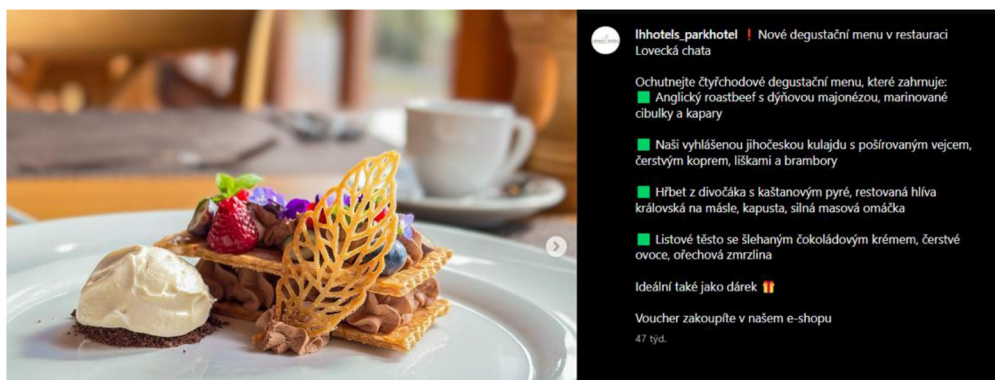 lhhotels_parkhotel ❗ Nové degustační menu v restauraci
Lovecká chata
Ochutnejte čtyřchodové degustační menu, které zahrnuje:
🟩 Anglický roastbeef s dýňovou majonézou, marinované
cibulky a kapary
🟩 Naši vyhlášenou jihočeskou kulajdu s pošírovaným vejcem,
čerstvým koprem, liškami a brambory
🟩 Hřbet z divočáka s kaštanovým pyré, restovaná hlíva
královská na másle, kapusta, silná masová omáčka
🟩 Listové těsto se šlehaným čokoládovým krémem, čerstvé
ovoce, ořechová zmrzlina
Ideální také jako dárek 🎁
Voucher zakoupíte v našem e-shopu
47 týd.